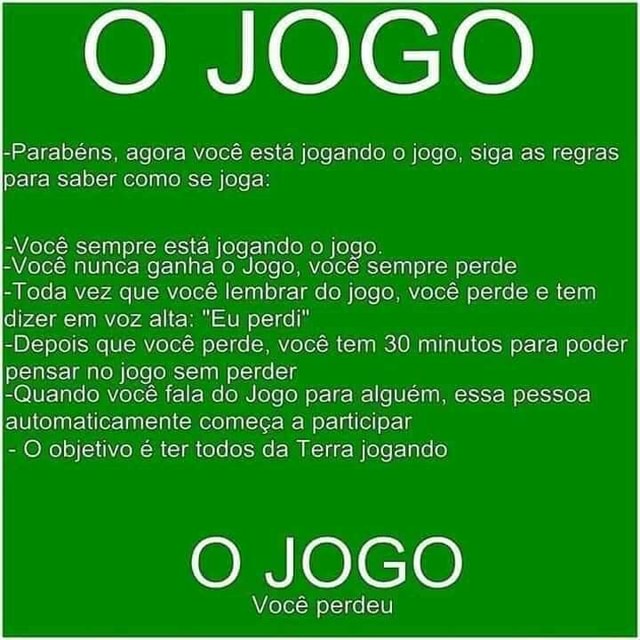 O JOGO
-Parabéns, agora você está jogando o jogo, siga as regras
para saber como se joga:
-Você sempre está jogando o jogo.
-Você nunca ganha o Jogo, você sempre perde
-Toda vez que você lembrar do jogo, você perde e tem
dizer em voz alta: "Eu perdi"
-Depois que você perde, você tem 30 minutos para poder
pensar no jogo sem perder
-Quando você fala do Jogo para alguém, essa pessoa
automaticamente começa a participar
- O objetivo é ter todos da Terra jogando
O JOGO
Você perdeu